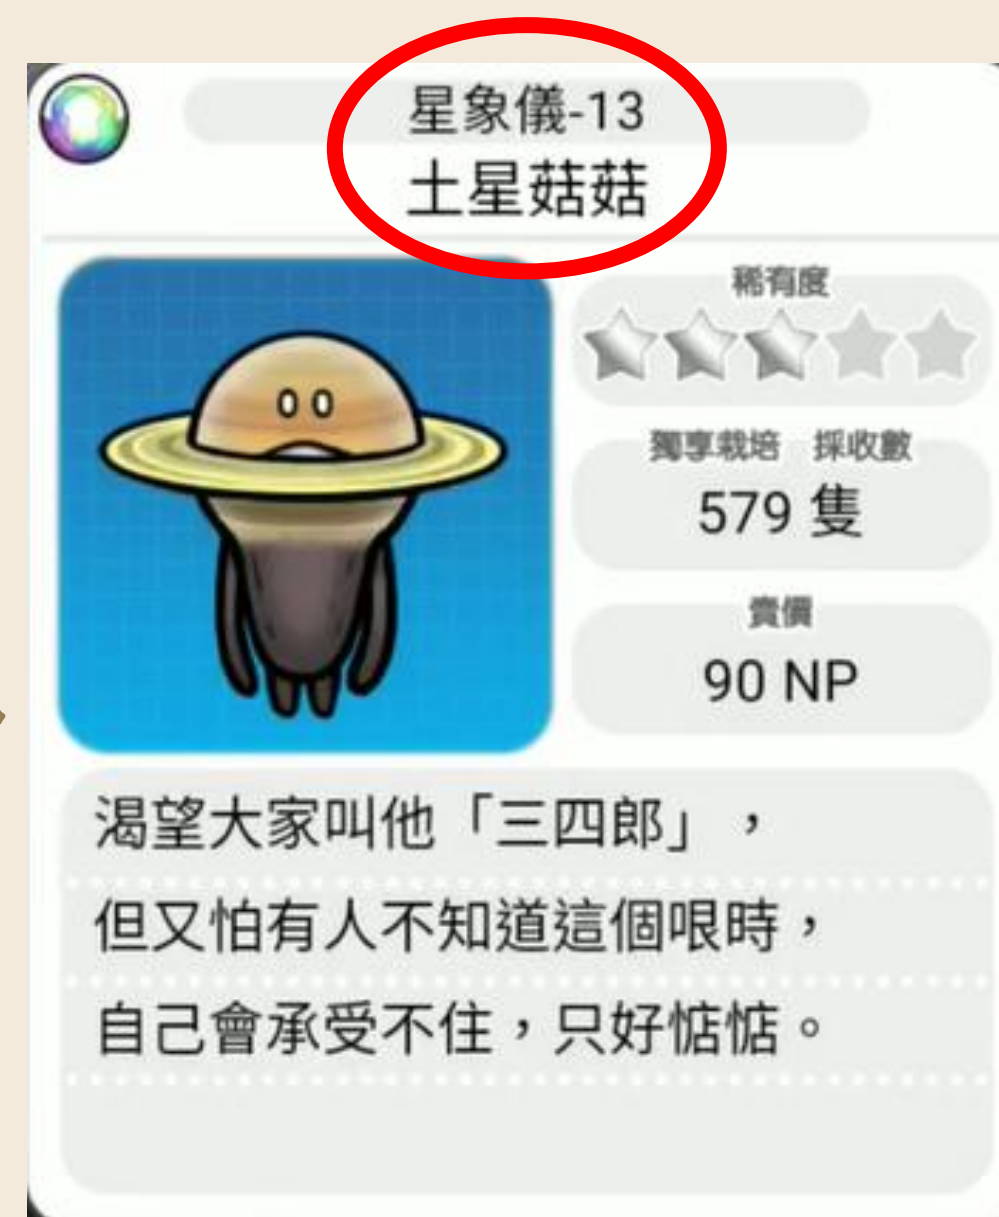 星象儀-13
土星菇菇
稀有度
獨享栽培 採收數
579 隻
賣價
90 NP
渴望大家叫他「三四郎」，
但又怕有人不知道這個哏時，
自己會承受不住，只好惦惦。